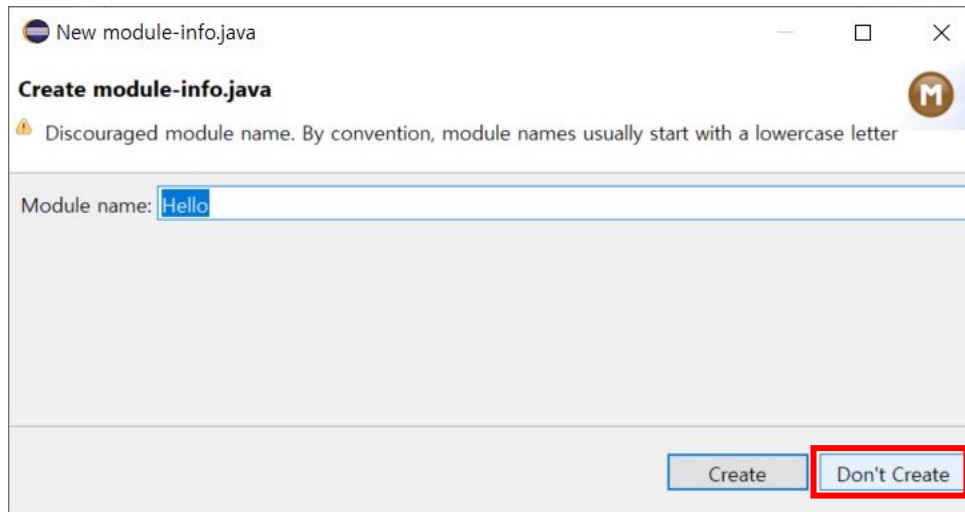 New module-info.java
Create module-info.java
M
Discouraged module name. By convention, module names usually start with a lowercase letter
Module name: Hello
Create Don't Create